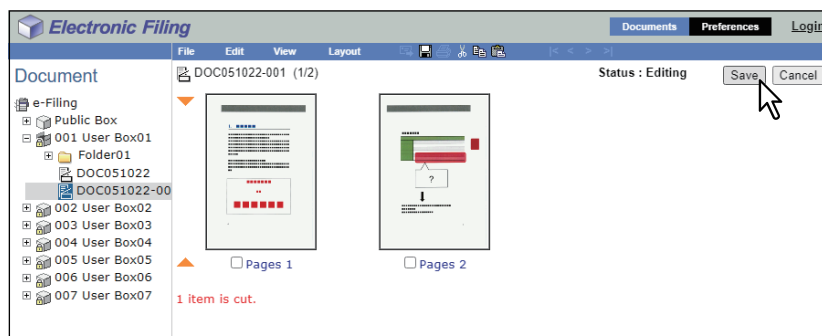 Electronic Filing
Documents Preferences Login
File Edit View Layout |< < > >|
Document
DOC051022-001 (1/2) Status : Editing Save Cancel
e-Filing
Public Box
001 User Box01
Folder01
DOC051022
DOC051022-00
002 User Box02
003 User Box03
004 User Box04
005 User Box05
006 User Box06
007 User Box07
1.
?
Pages 1 Pages 2
1 item is cut.